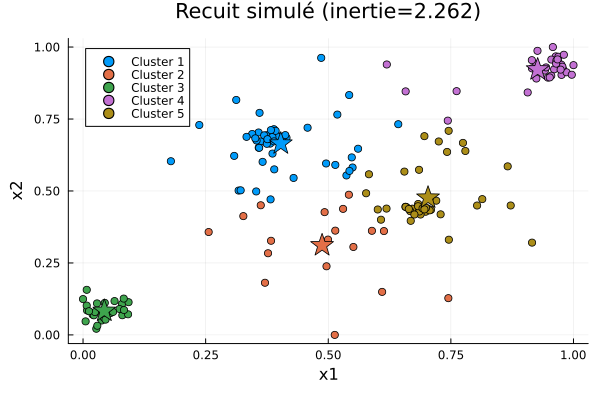 Recuit simulé (inertie=2.262)
Cluster 1
Cluster 2
Cluster 3
Cluster 4
Cluster 5
x2
1.00
0.75
0.50
0.25
0.00
0.00 0.25 0.50 0.75 1.00
x1